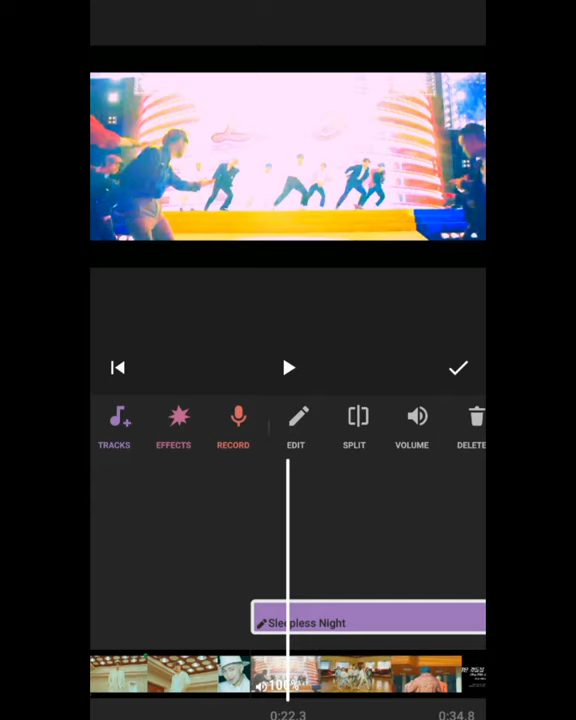 TRACKS EFFECTS RECORD EDIT SPLIT VOLUME DELETE
Sleepless Night
100%
0:22.3 0:34.8